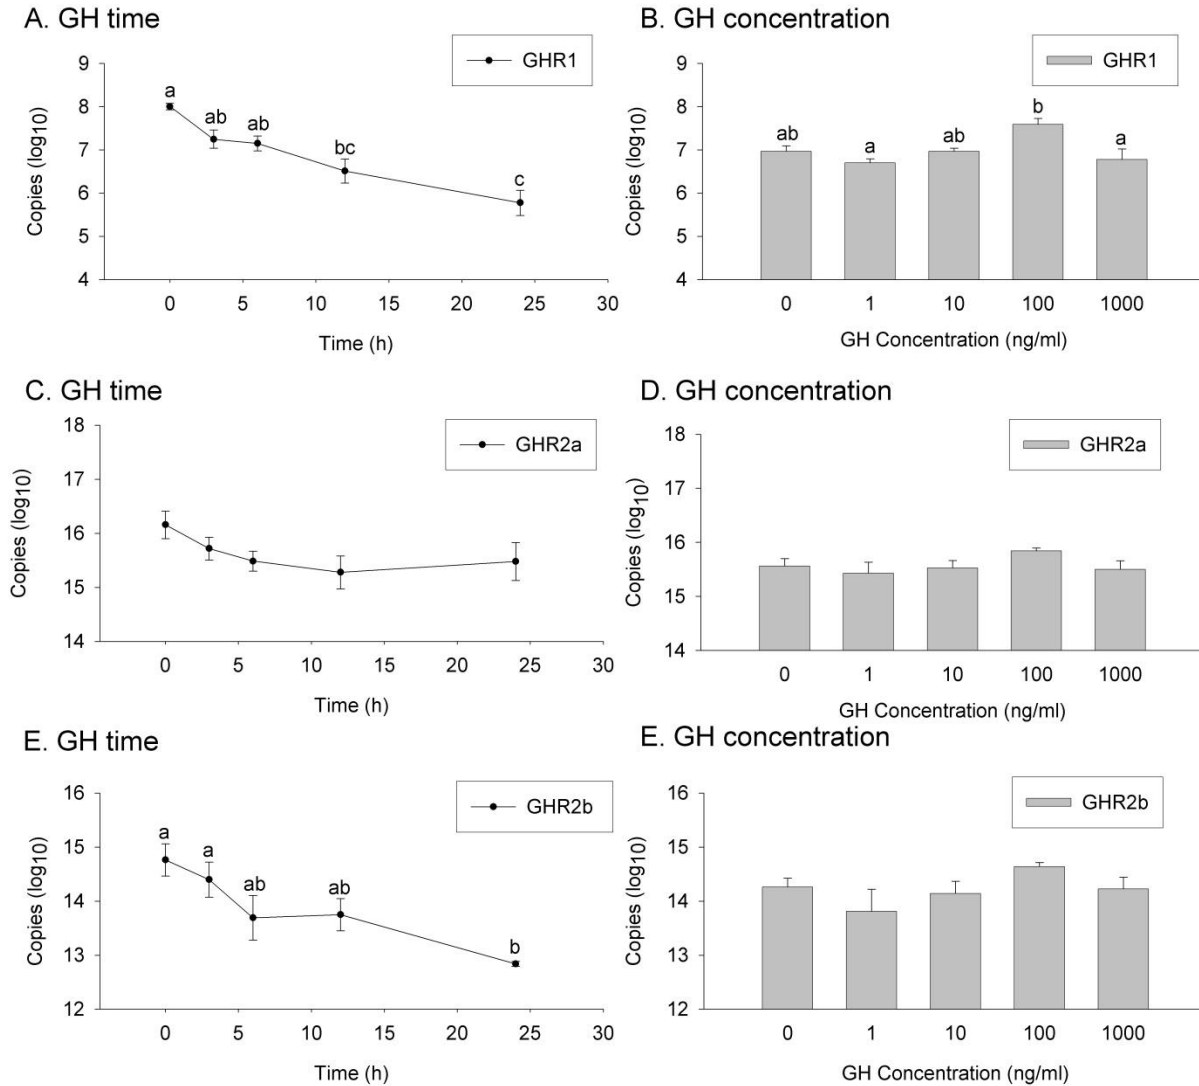 A. GH time
B. GH concentration
GHR1
GHR1
9
8
7
6
5
4
Copies (log10)
a
ab
ab
bc
c
0 5 10 15 20 25 30
Time (h)
9
8
7
6
5
4
Copies (log10)
ab
a
ab
b
a
0 1 10 100 1000
GH Concentration (ng/ml)
C. GH time
D. GH concentration
GHR2a
GHR2a
18
17
16
15
14
Copies (log10)
0 5 10 15 20 25 30
Time (h)
18
17
16
15
14
Copies (log10)
0 1 10 100 1000
GH Concentration (ng/ml)
E. GH time
E. GH concentration
GHR2b
GHR2b
16
15
14
13
12
Copies (log10)
a
a
ab
ab
b
0 5 10 15 20 25 30
Time (h)
16
15
14
13
12
Copies (log10)
0 1 10 100 1000
GH Concentration (ng/ml)